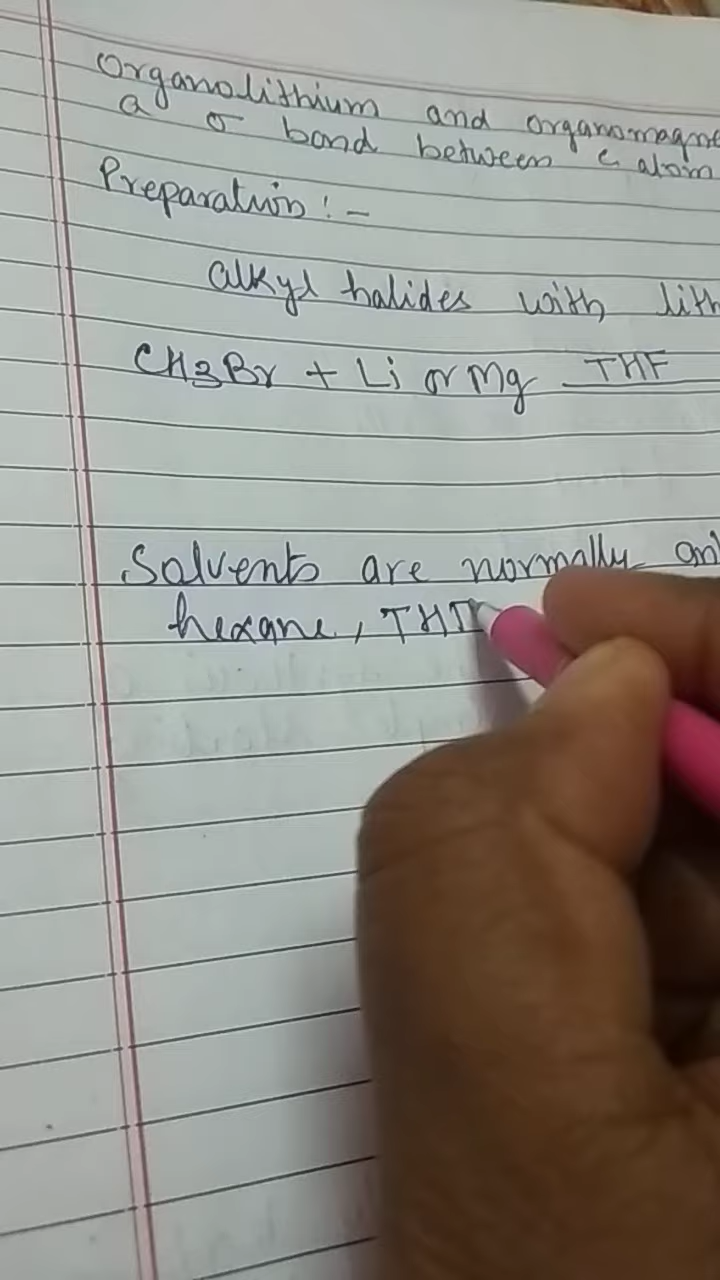 Organolithium and organomagne
a σ bond between c atom
Preparation :-
alkyl halides with lith
CH3Br + Li or Mg THF
Solvents are normally an
hexane, THF